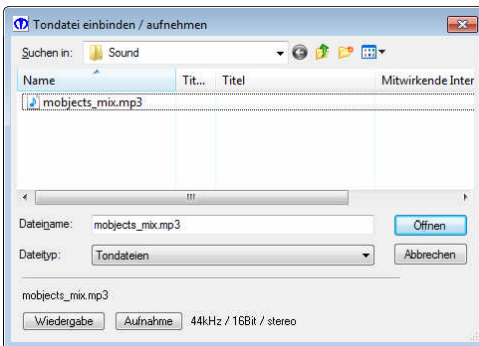 Tondatei einbinden / aufnehmen
Suchen in: Sound
Name Tit... Titel Mitwirkende Inter
mobjects_mix.mp3
Dateiname: mobjects_mix.mp3 Öffnen
Dateityp: Tondateien Abbrechen
mobjects_mix.mp3
Wiedergabe Aufnahme 44kHz / 16Bit / stereo